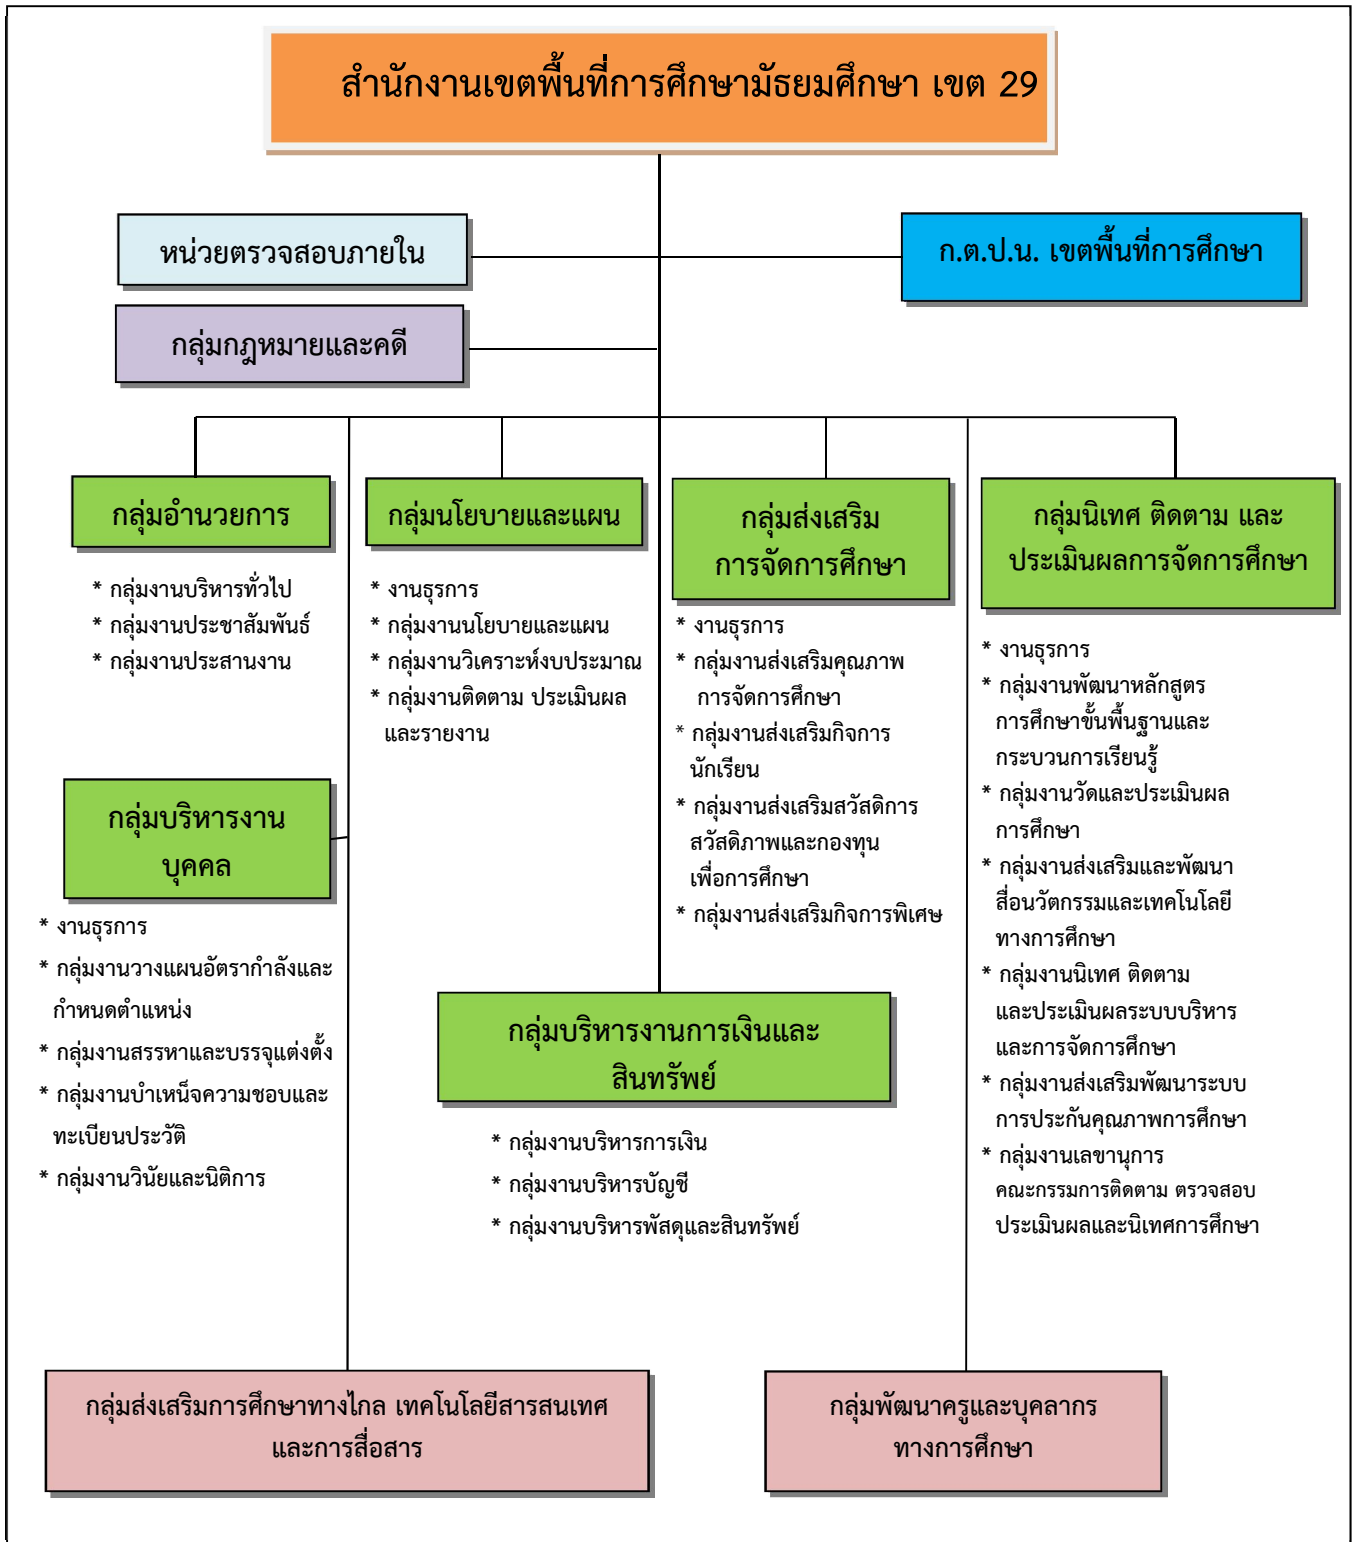 สำนักงานเขตพื้นที่การศึกษามัธยมศึกษา เขต 29
หน่วยตรวจสอบภายใน
ก.ต.ป.น. เขตพื้นที่การศึกษา
กลุ่มกฎหมายและคดี
กลุ่มอำนวยการ
* กลุ่มงานบริหารทั่วไป
* กลุ่มงานประชาสัมพันธ์
* กลุ่มงานประสานงาน
กลุ่มนโยบายและแผน
* งานธุรการ
* กลุ่มงานนโยบายและแผน
* กลุ่มงานวิเคราะห์งบประมาณ
* กลุ่มงานติดตาม ประเมินผล
และรายงาน
กลุ่มส่งเสริม
การจัดการศึกษา
* งานธุรการ
* กลุ่มงานส่งเสริมคุณภาพ
การจัดการศึกษา
* กลุ่มงานส่งเสริมกิจการ
นักเรียน
* กลุ่มงานส่งเสริมสวัสดิการ
สวัสดิภาพและกองทุน
เพื่อการศึกษา
* กลุ่มงานส่งเสริมกิจการพิเศษ
กลุ่มนิเทศ ติดตาม และ
ประเมินผลการจัดการศึกษา
* งานธุรการ
* กลุ่มงานพัฒนาหลักสูตร
การศึกษาขั้นพื้นฐานและ
กระบวนการเรียนรู้
* กลุ่มงานวัดและประเมินผล
การศึกษา
* กลุ่มงานส่งเสริมและพัฒนา
สื่อนวัตกรรมและเทคโนโลยี
ทางการศึกษา
* กลุ่มงานนิเทศ ติดตาม
และประเมินผลระบบบริหาร
และการจัดการศึกษา
* กลุ่มงานส่งเสริมพัฒนาระบบ
การประกันคุณภาพการศึกษา
* กลุ่มงานเลขานุการ
คณะกรรมการติดตาม ตรวจสอบ
ประเมินผลและนิเทศการศึกษา
กลุ่มบริหารงาน
บุคคล
* งานธุรการ
* กลุ่มงานวางแผนอัตรากำลังและ
กำหนดตำแหน่ง
* กลุ่มงานสรรหาและบรรจุแต่งตั้ง
* กลุ่มงานบำเหน็จความชอบและ
ทะเบียนประวัติ
* กลุ่มงานวินัยและนิติการ
กลุ่มบริหารงานการเงินและ
สินทรัพย์
* กลุ่มงานบริหารการเงิน
* กลุ่มงานบริหารบัญชี
* กลุ่มงานบริหารพัสดุและสินทรัพย์
กลุ่มส่งเสริมการศึกษาทางไกล เทคโนโลยีสารสนเทศ
และการสื่อสาร
กลุ่มพัฒนาครูและบุคลากร
ทางการศึกษา